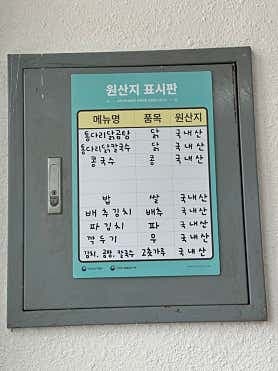 원산지 표시판
메뉴명 품목 원산지
통다리닭곰탕 닭 국내산
통다리닭칼국수 닭 국내산
콩국수 콩 국내산
밥 쌀 국내산
배추김치 배추 국내산
파김치 파 국내산
깍두기 무 국내산
김치, 곰탕, 칼국수 고춧가루 국내산